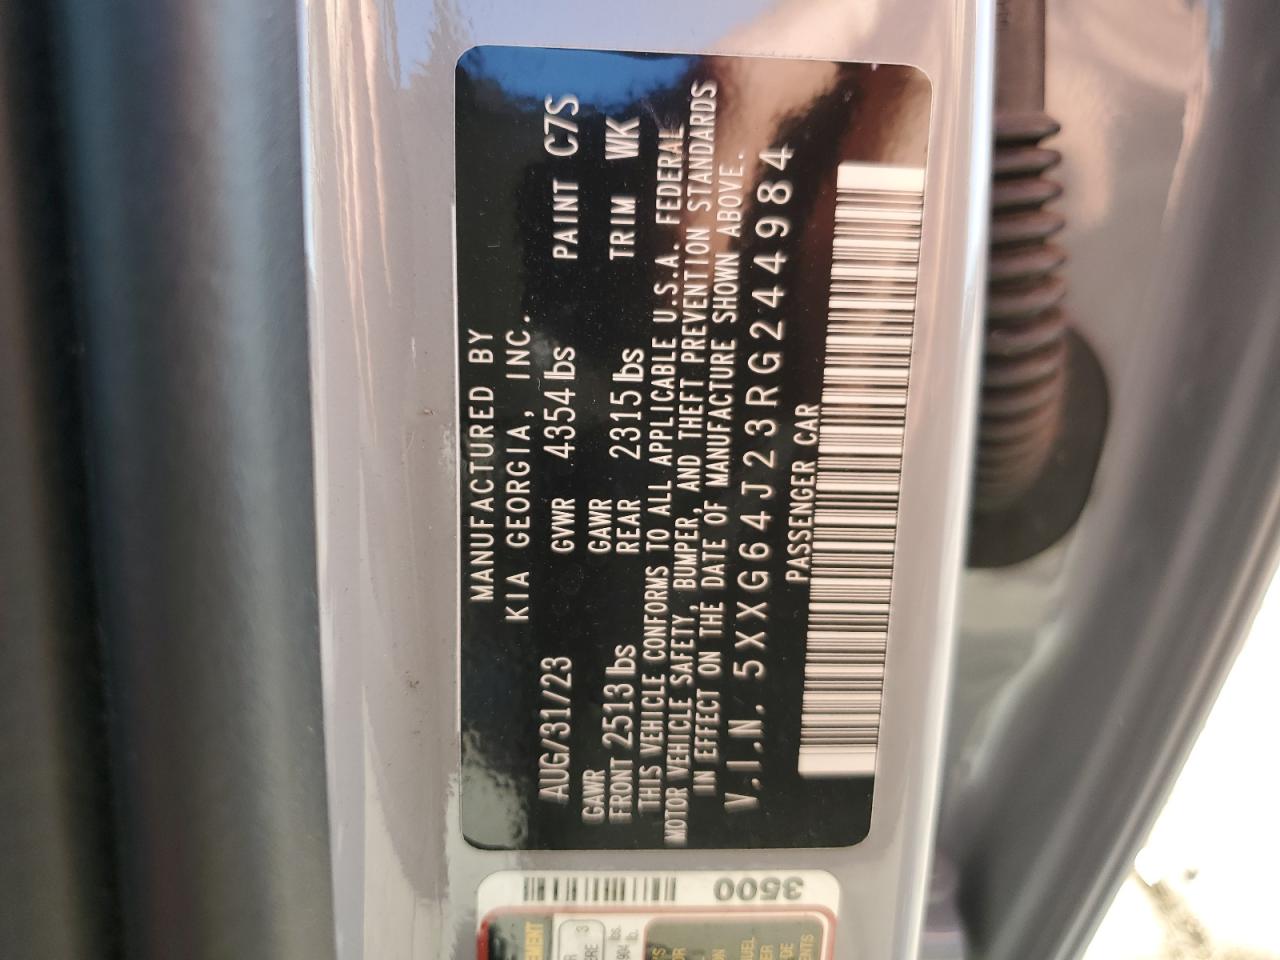 MANUFACTURED BY
KIA GEORGIA, INC.
AUG/31/23 GVWR 4354 lbs PAINT C7S
GAWR FRONT 2513 lbs GAWR REAR 2315 lbs TRIM WK
THIS VEHICLE CONFORMS TO ALL APPLICABLE U.S.A. FEDERAL
MOTOR VEHICLE SAFETY, BUMPER, AND THEFT PREVENTION STANDARDS
IN EFFECT ON THE DATE OF MANUFACTURE SHOWN ABOVE.
V.I.N. 5XXG64J23RG244984
PASSENGER CAR
3500